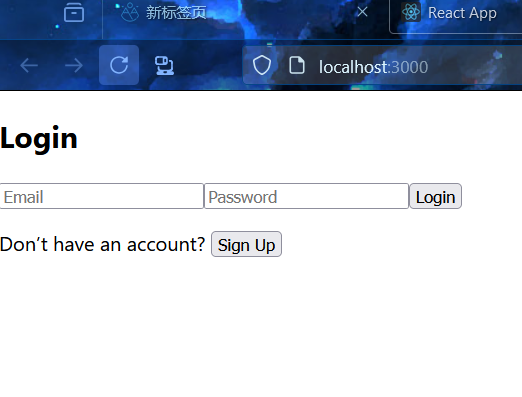 新标签页
React App
localhost:3000
Login
Email
Password
Login
Don't have an account?
Sign Up